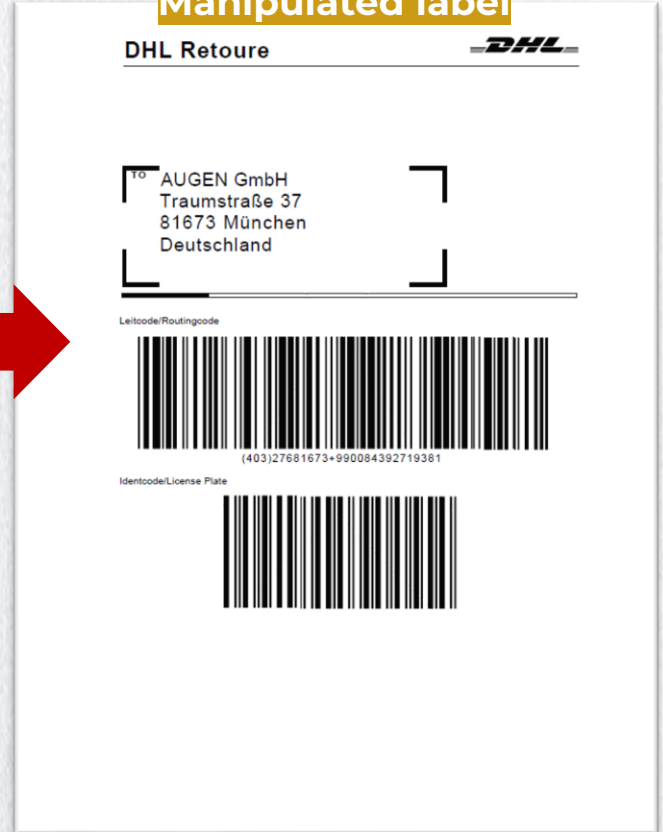 Manipulated label
DHL Retoure
DHL
TO
AUGEN GmbH
Traumstraße 37
81673 München
Deutschland
Leitcode/Routingcode
(403)27681673+990084392719381
Identcode/License Plate